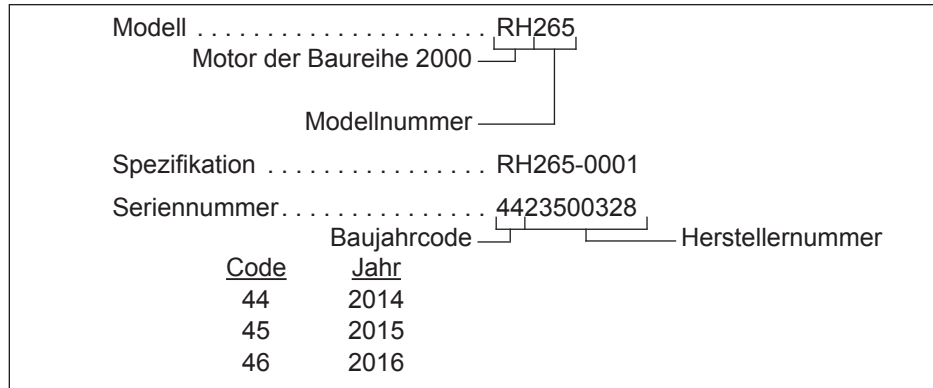 Modell . . . . . . . . . . . . . . . . . . . . . RH265
Motor der Baureihe 2000
Modellnummer
Spezifikation . . . . . . . . . . . . . . . . RH265-0001
Seriennummer . . . . . . . . . . . . . . . 4423500328
Baujahrcode Herstellernummer
Code Jahr
44 2014
45 2015
46 2016